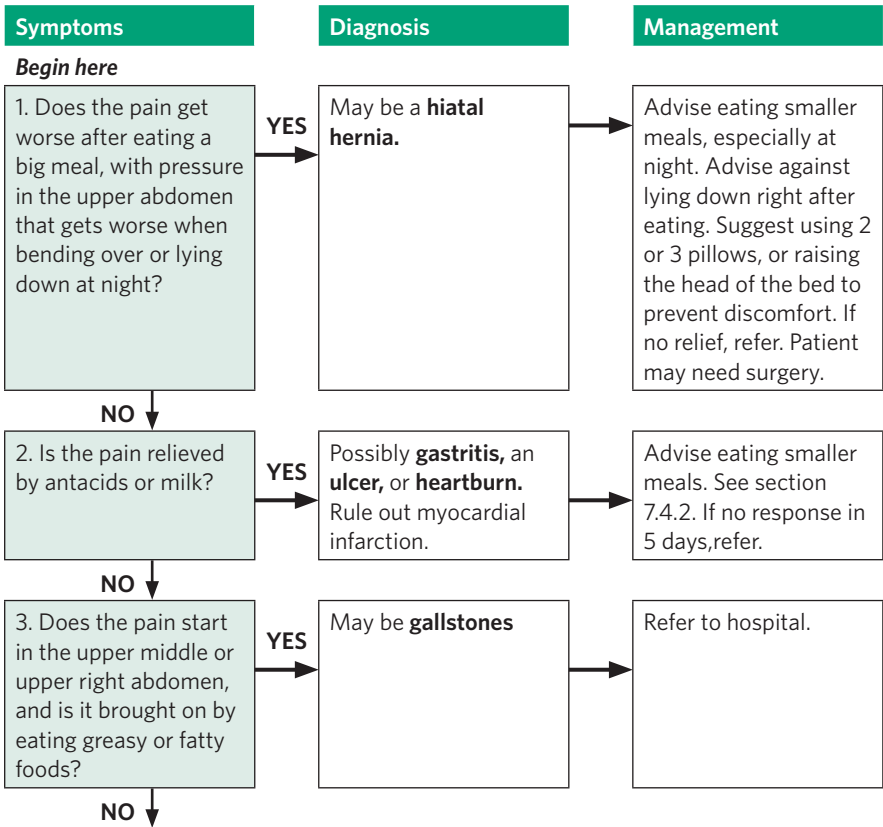 Symptoms
Diagnosis
Management
Begin here
1. Does the pain get
worse after eating a
big meal, with pressure
in the upper abdomen
that gets worse when
bending over or lying
down at night?
YES
May be a hiatal
hernia.
Advise eating smaller
meals, especially at
night. Advise against
lying down right after
eating. Suggest using 2
or 3 pillows, or raising
the head of the bed to
prevent discomfort. If
no relief, refer. Patient
may need surgery.
NO
2. Is the pain relieved
by antacids or milk?
YES
Possibly gastritis, an
ulcer, or heartburn.
Rule out myocardial
infarction.
Advise eating smaller
meals. See section
7.4.2. If no response in
5 days,refer.
NO
3. Does the pain start
in the upper middle or
upper right abdomen,
and is it brought on by
eating greasy or fatty
foods?
YES
May be gallstones
Refer to hospital.
NO